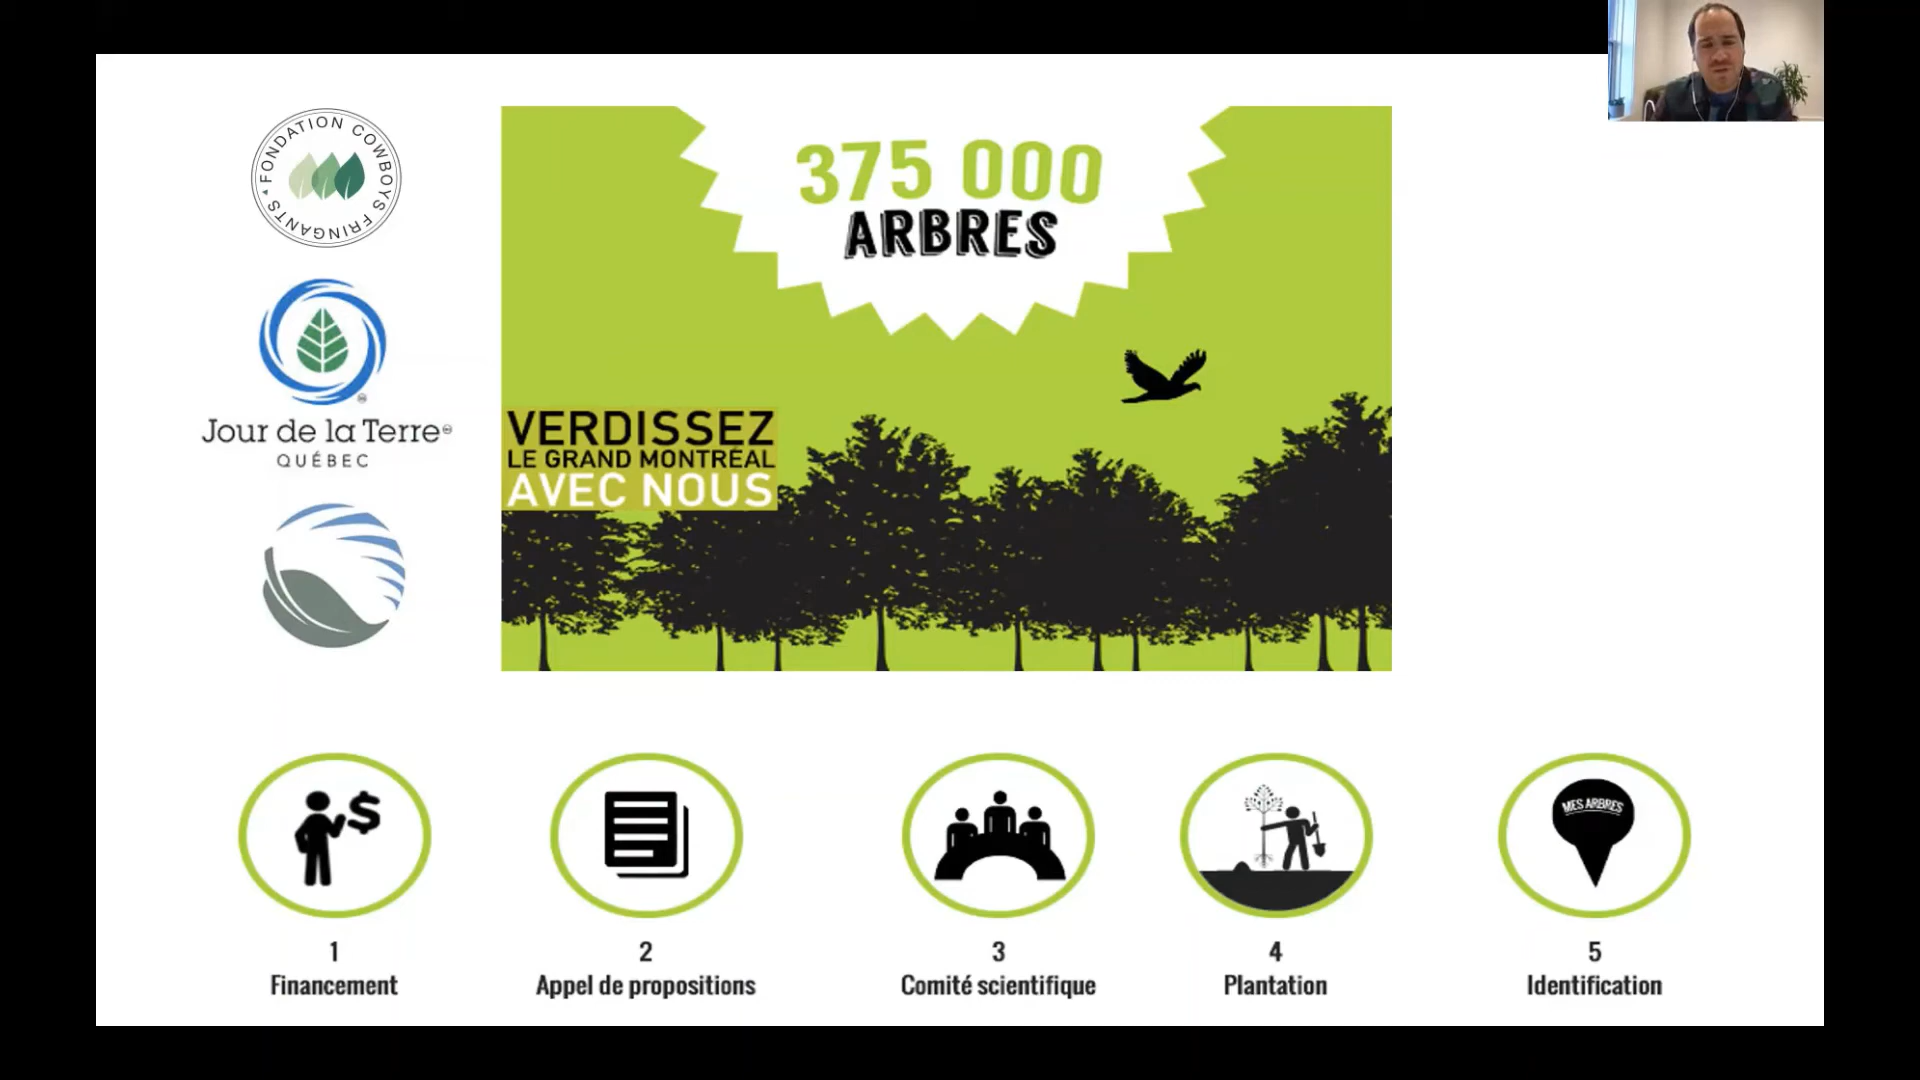 FONDATION COWBOYS FRINGANTS
Jour de la Terre
QUÉBEC
375 000
ARBRES
VERDISSEZ
LE GRAND MONTRÉAL
AVEC NOUS
$
MES ARBRES
1
Financement
2
Appel de propositions
3
Comité scientifique
4
Plantation
5
Identification